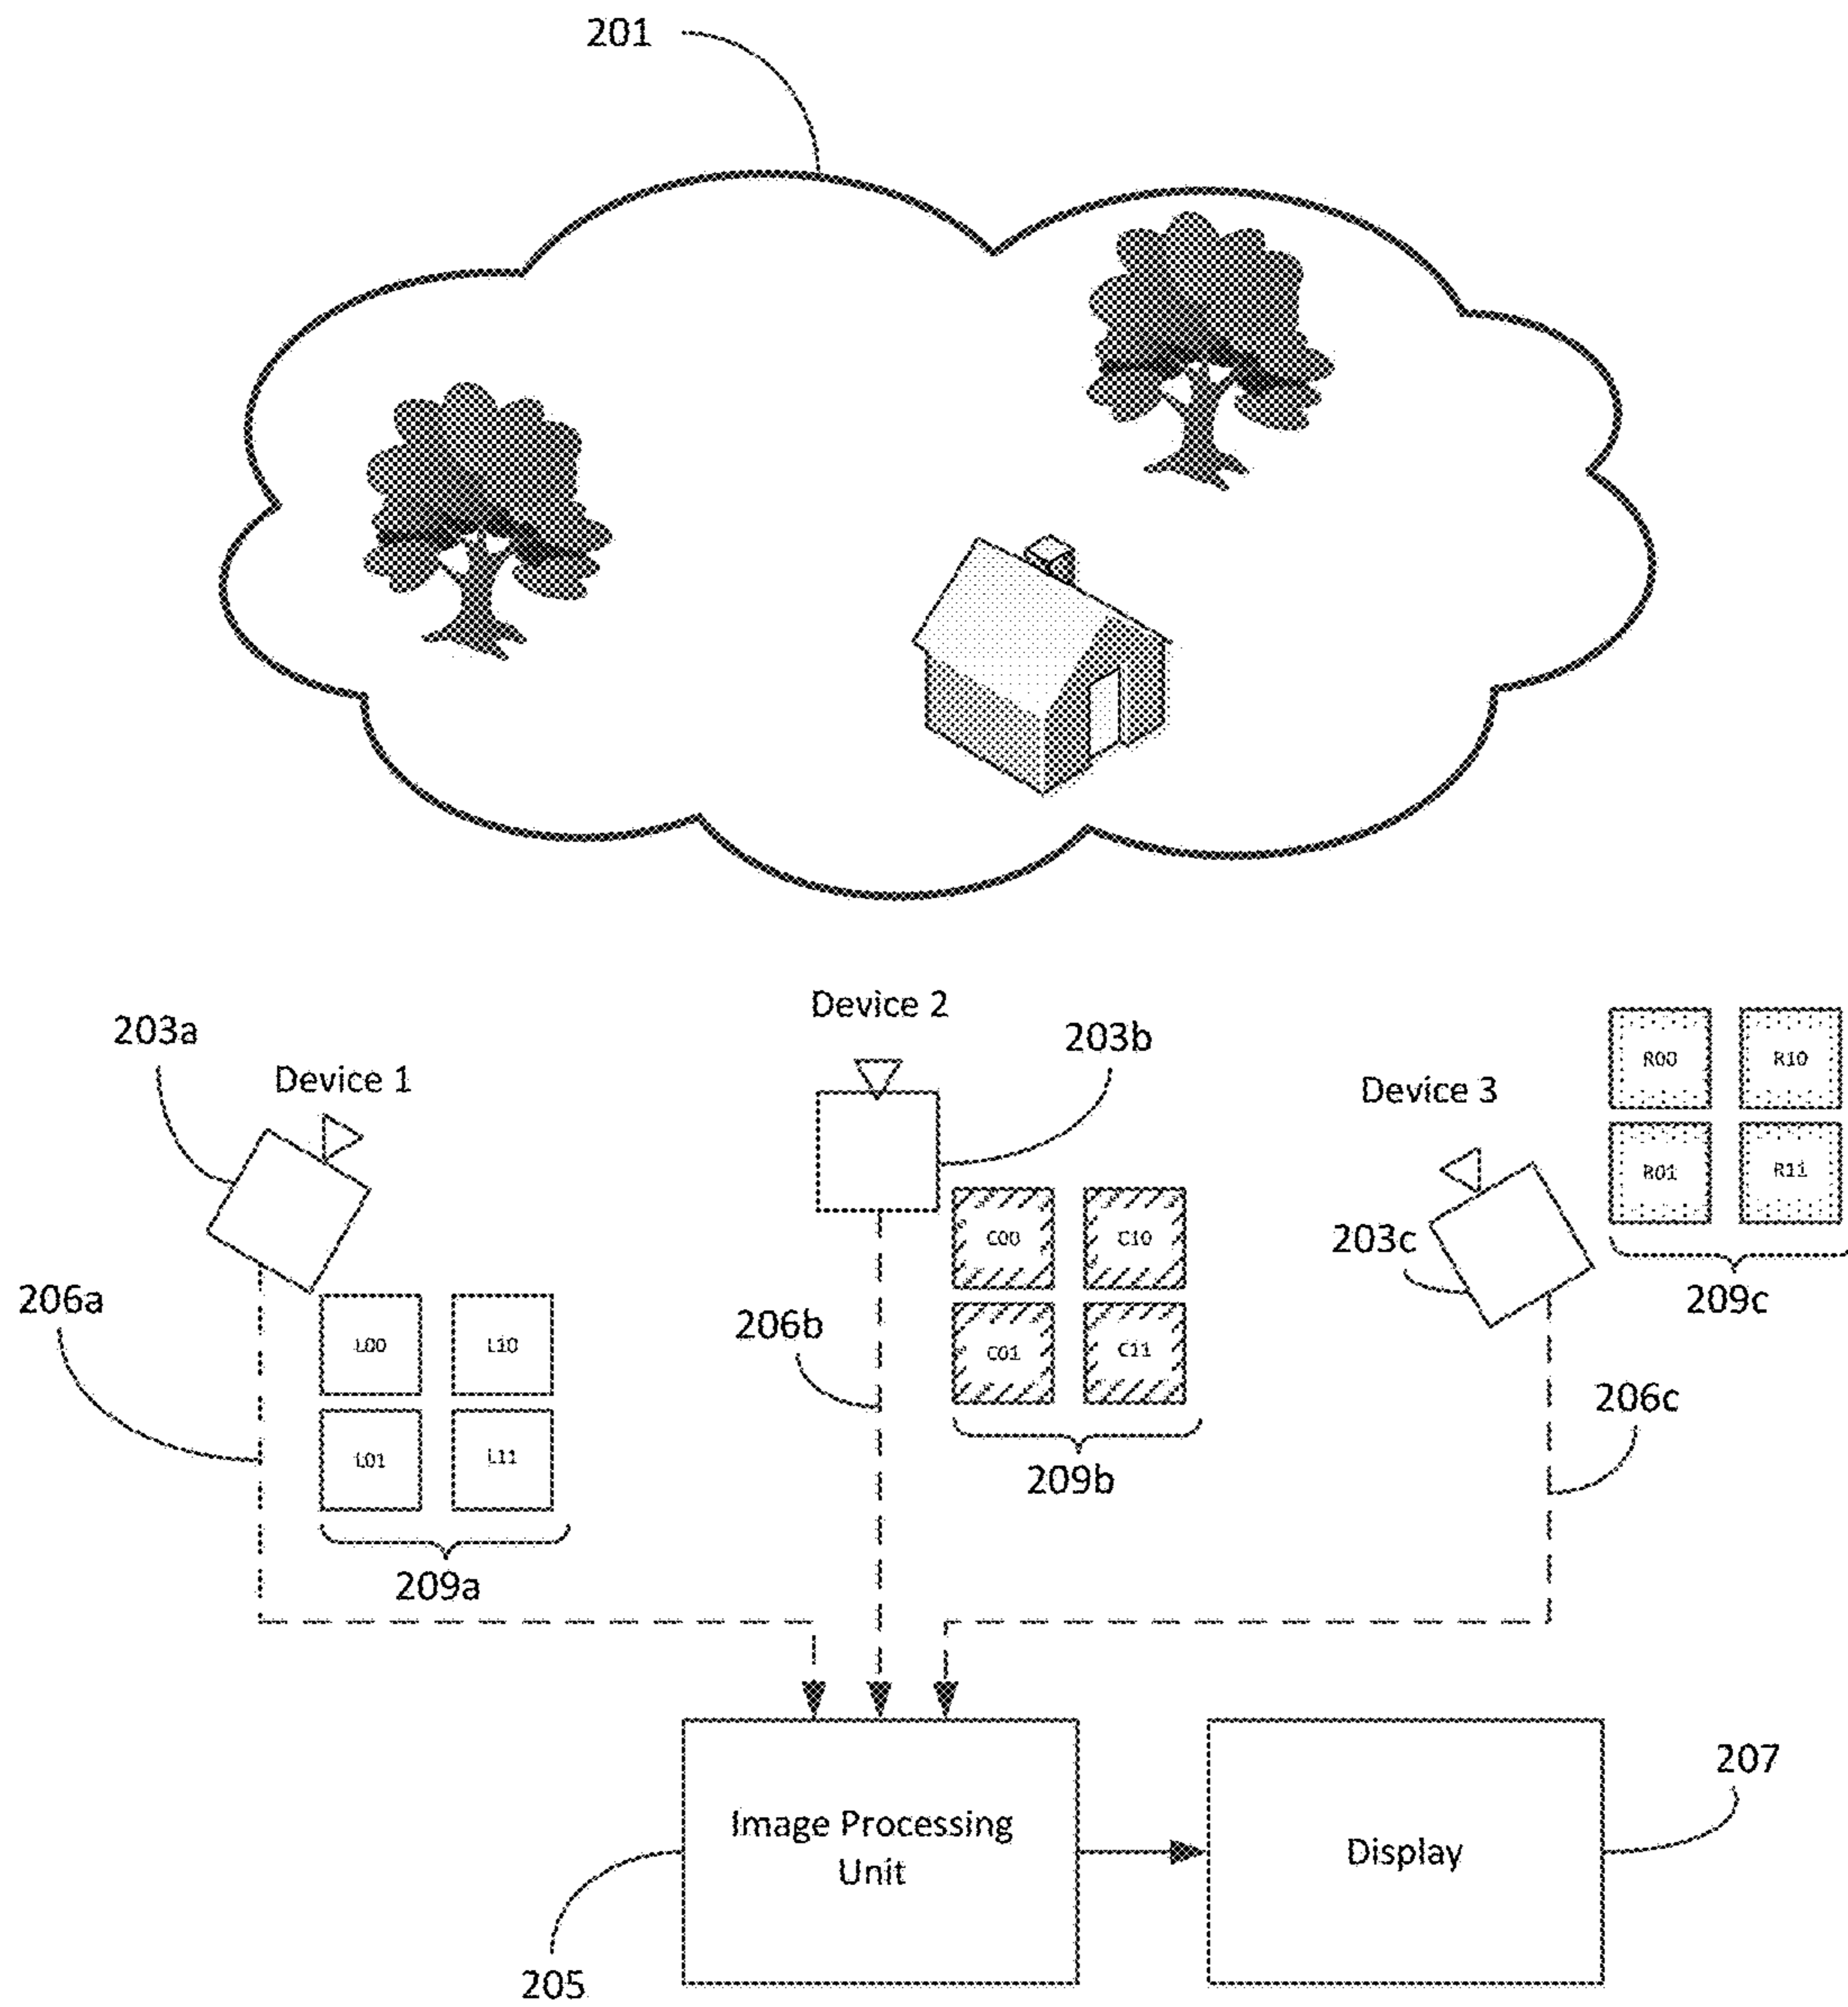 201
Device 2
203a
203b
Device 1
Device 3
R00 R10
R01 R11
203c
209c
C00 C10
C01 C11
209b
206a
206b
206c
L00 L10
L01 L11
209a
Image Processing
Unit
Display
207
205